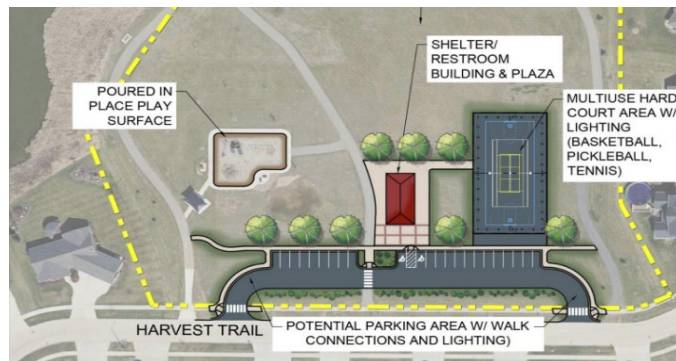 SHELTER/
RESTROOM
BUILDING & PLAZA
POURED IN
PLACE PLAY
SURFACE
MULTIUSE HARD
COURT AREA W/
LIGHTING
(BASKETBALL,
PICKLEBALL,
TENNIS)
HARVEST TRAIL
POTENTIAL PARKING AREA W/ WALK
CONNECTIONS AND LIGHTING)